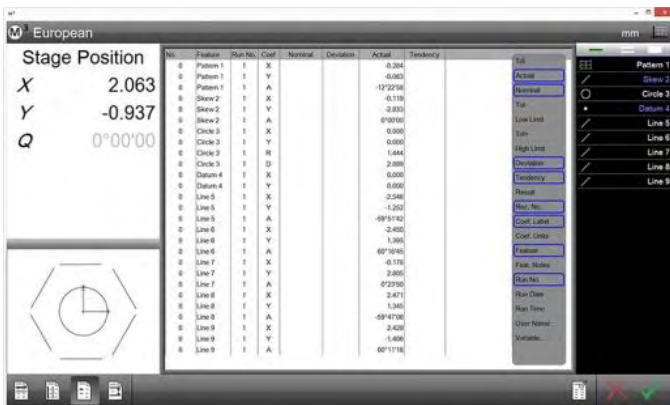 M³ European
mm
Stage Position
X 2.063
Y -0.937
Q 0°00'00
No. Feature Run No. Coef Nominal Deviation Actual Tendency
0 Pattern 1 1 X -0.284
0 Pattern 1 1 Y -0.063
0 Pattern 1 1 A -12°22'58
0 Skew 2 1 X -0.119
0 Skew 2 1 Y -2.833
0 Skew 2 1 A 0°00'00
0 Circle 3 1 X 0.000
0 Circle 3 1 Y 0.000
0 Circle 3 1 R 1.444
0 Circle 3 1 D 2.889
0 Datum 4 1 X 0.000
0 Datum 4 1 Y 0.000
0 Line 5 1 X -2.546
0 Line 5 1 Y -1.252
0 Line 5 1 A -59°51'42
0 Line 6 1 X -2.450
0 Line 6 1 Y 1.395
0 Line 6 1 A 60°16'45
0 Line 7 1 X -0.178
0 Line 7 1 Y 2.805
0 Line 7 1 A 0°23'50
0 Line 8 1 X 2.471
0 Line 8 1 Y 1.345
0 Line 8 1 A -59°47'06
0 Line 9 1 X 2.428
0 Line 9 1 Y -1.406
0 Line 9 1 A 60°11'18
Actual
Nominal
Tol-
Low Limit
Tol+
High Limit
Deviation
Tendency
Result
Rec. No.
Coef. Label
Coef. Units
Feature
Feat. Notes
Run No.
Run Date
Run Time
User Name
Variable...
Pattern 1
Skew 2
Circle 3
Datum 4
Line 5
Line 6
Line 7
Line 8
Line 9